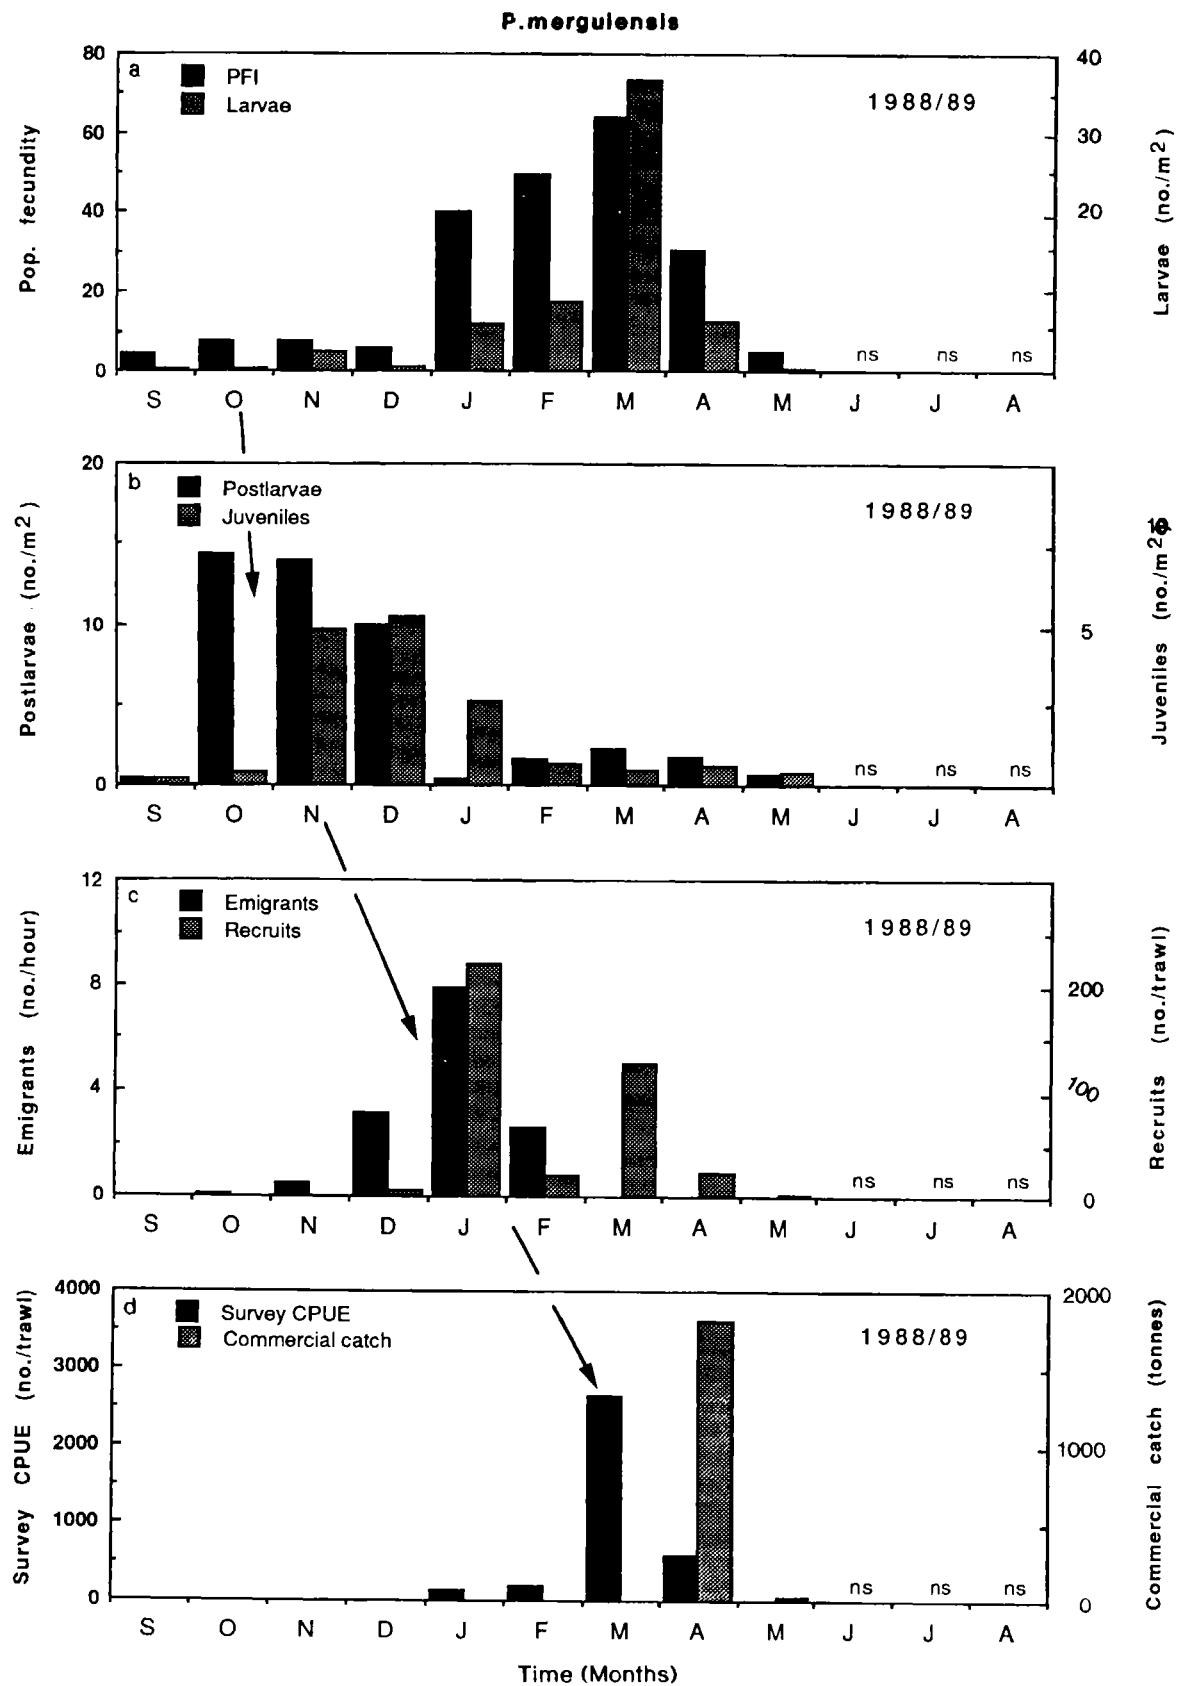 P.merguiensis
80
60
40
20
0
Pop. fecundity
a
PFI
Larvae
1988/89
40
30
20
Larvae (no./m2)
ns ns ns
S O N D J F M A M J J A
20
10
0
Postlarvae (no./m2)
b
Postlarvae
Juveniles
1988/89
5
Juveniles (no./m2
ns ns ns
S O N D J F M A M J J A
12
8
4
0
Emigrants (no./hour)
c
Emigrants
Recruits
1988/89
200
100
0
Recruits (no./trawl)
ns ns ns
S O N D J F M A M J J A
4000
3000
2000
1000
0
Survey CPUE (no./trawl)
d
Survey CPUE
Commercial catch
1988/89
2000
1000
0
Commercial catch (tonnes)
ns ns ns
S O N D J F M A M J J A
Time (Months)